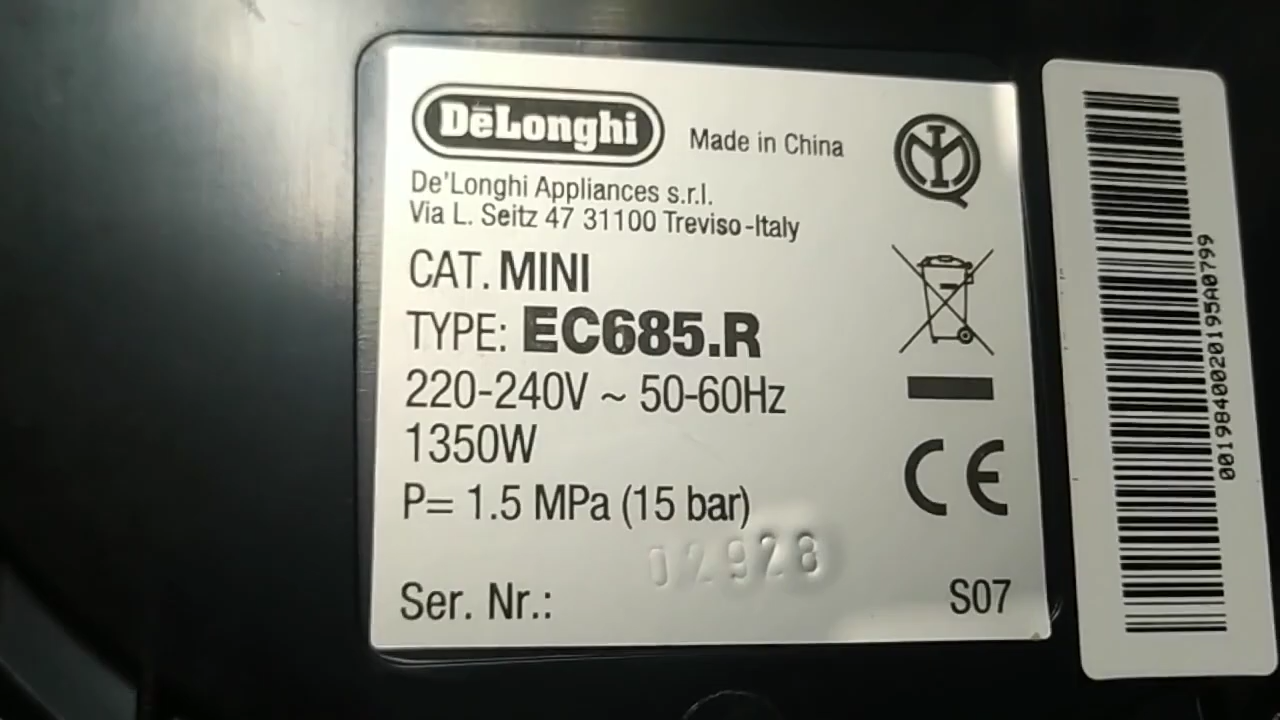 DēLonghi
Made in China
De'Longhi Appliances s.r.l.
Via L. Seitz 47 31100 Treviso-Italy
CAT. MINI
TYPE: EC685.R
220-240V ~ 50-60Hz
1350W
P= 1.5 MPa (15 bar)
02928
Ser. Nr.:
S07
CE
0019840020195A0799